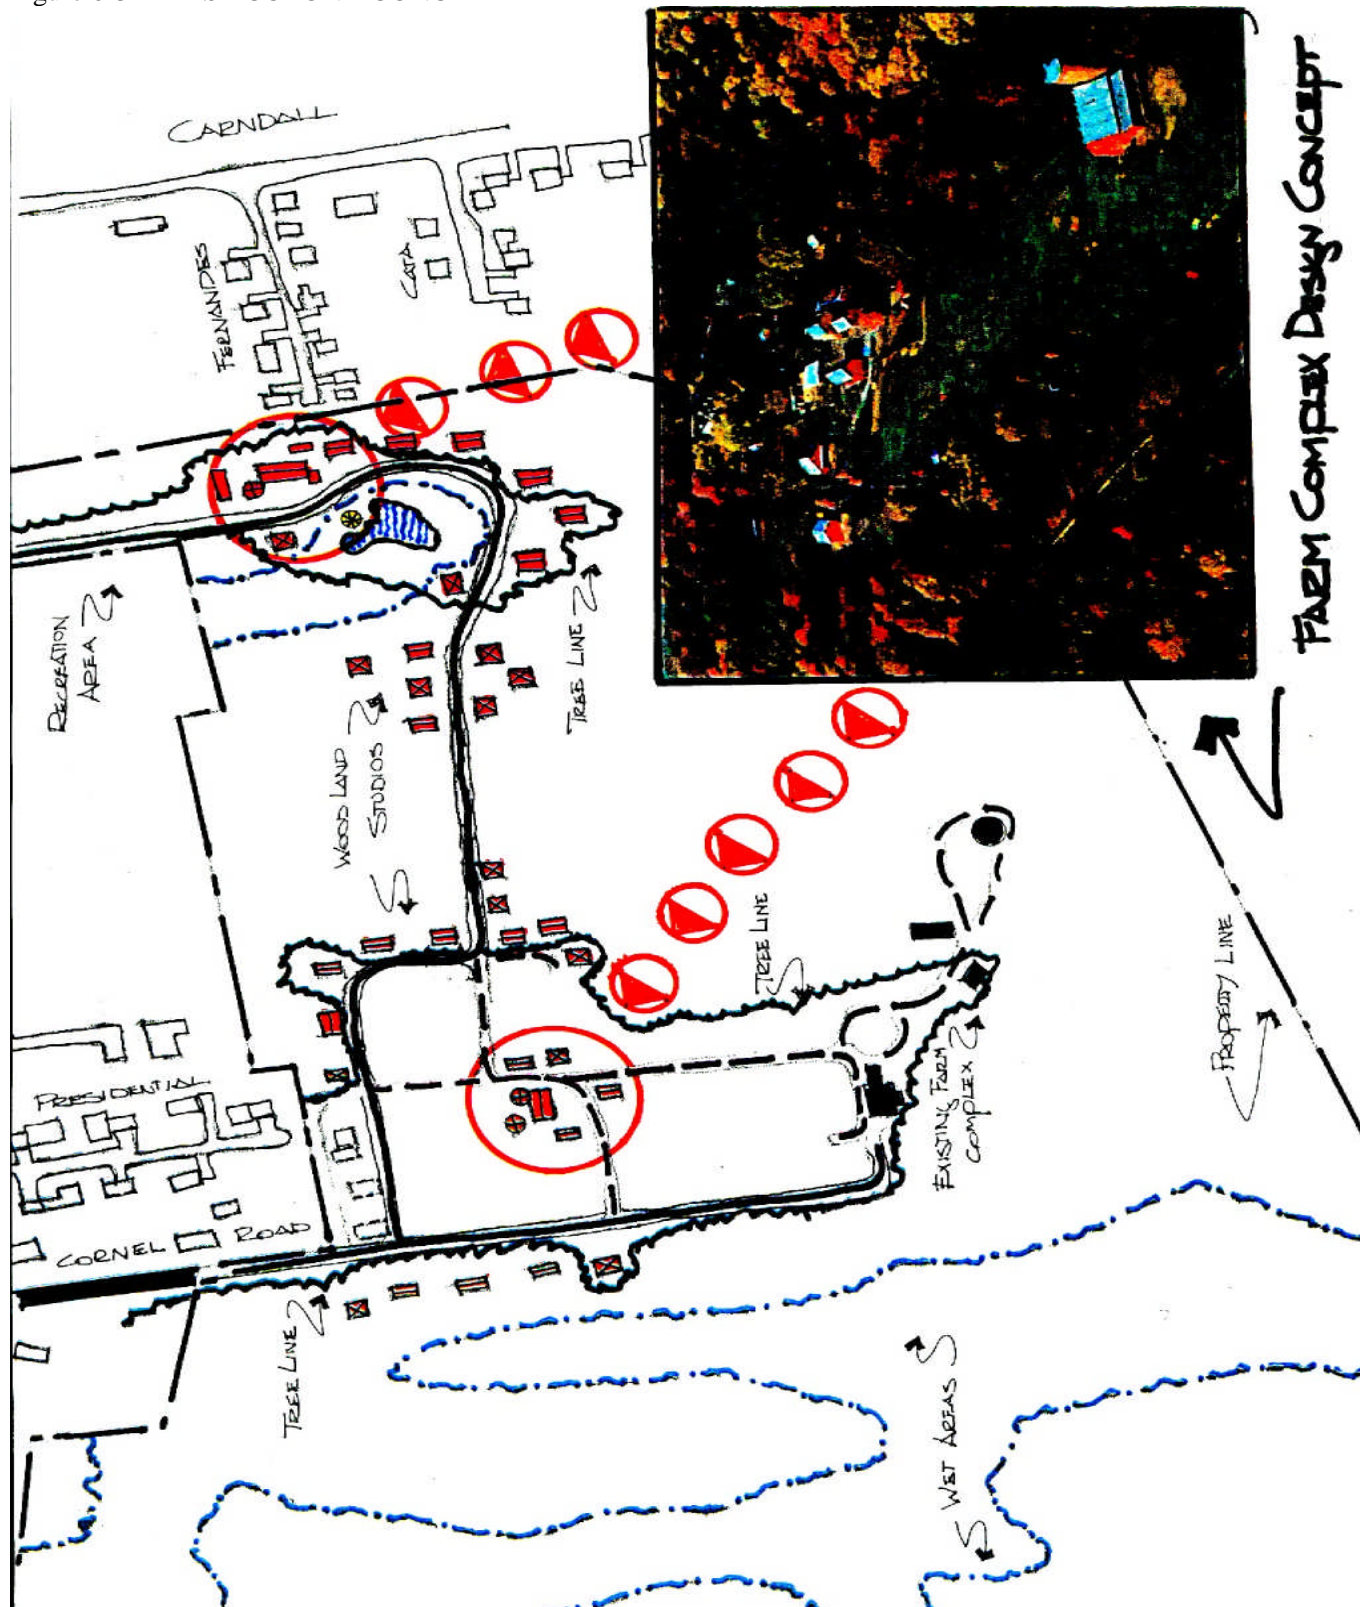 CARNDALL
FERNANDES
CATA
FARM COMPLEX DESIGN CONCEPT
RECREATION
AREA
WOOD LAND
STUDIOS
TREE LINE
TREE LINE
PROPERTY LINE
EXISTING FARM
COMPLEX
PRESIDENTIAL
CORNEL ROAD
TREE LINE
WET AREAS